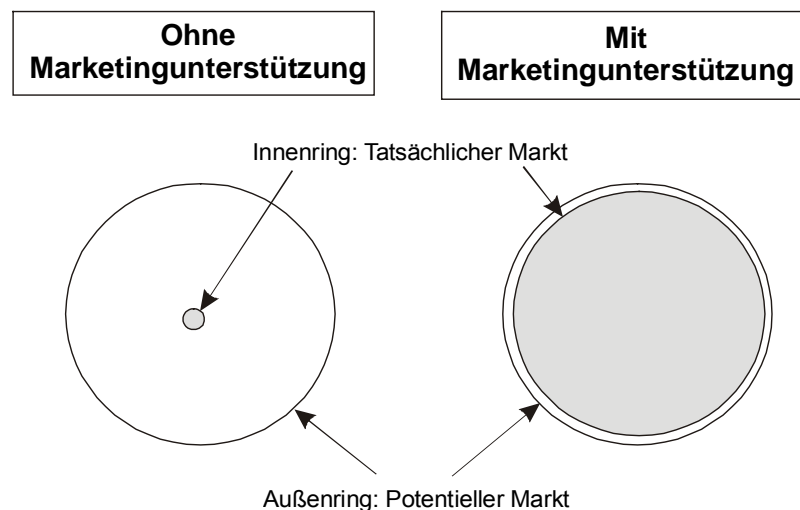 Ohne
Marketingunterstützung
Mit
Marketingunterstützung
Innenring: Tatsächlicher Markt
Außenring: Potentieller Markt